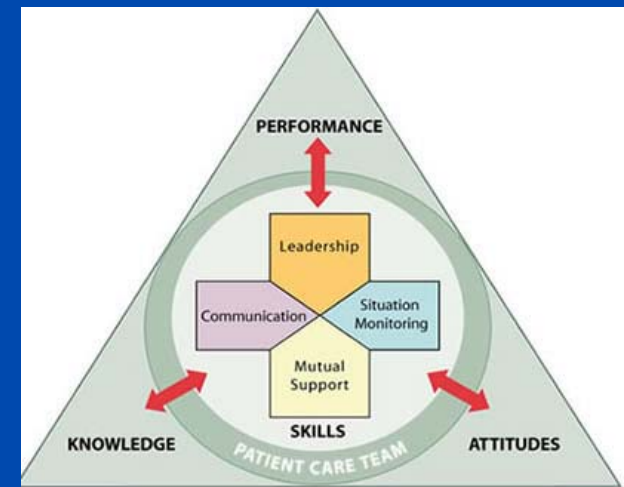 PERFORMANCE
Leadership
Communication
Situation
Monitoring
Mutual
Support
SKILLS
KNOWLEDGE
ATTITUDES
PATIENT CARE TEAM